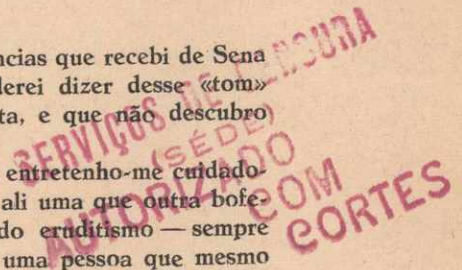 ncias que recebi de Sena
derei dizer desse «tom»
ta, e que não descubro
entretenho-me cuidado-
ali uma que outra bofe-
do eruditismo — sempre
uma pessoa que mesmo
SERVIÇOS DE CENSURA
(SÉDE)
AUTORIZADO
COM
CORTES